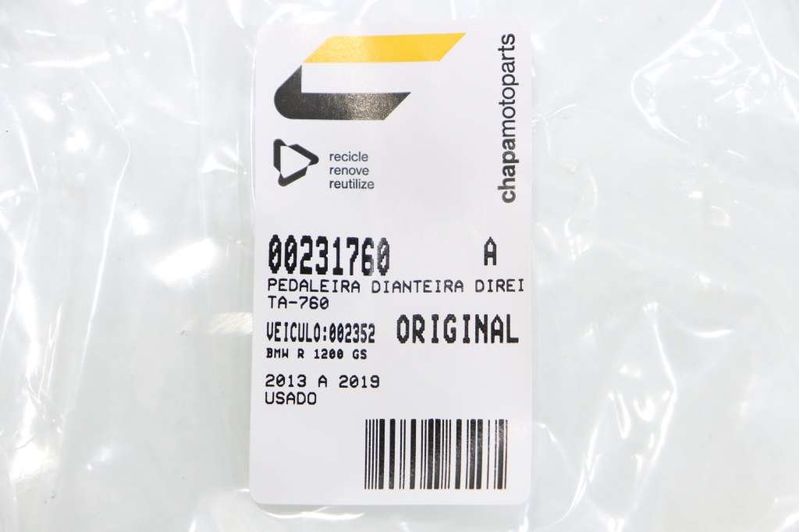 chapamotoparts
recicle
renove
reutilize
00231760 A
PEDALEIRA DIANTEIRA DIREI
TA-760
VEICULO:002352 ORIGINAL
BMW R 1200 GS
2013 A 2019
USADO